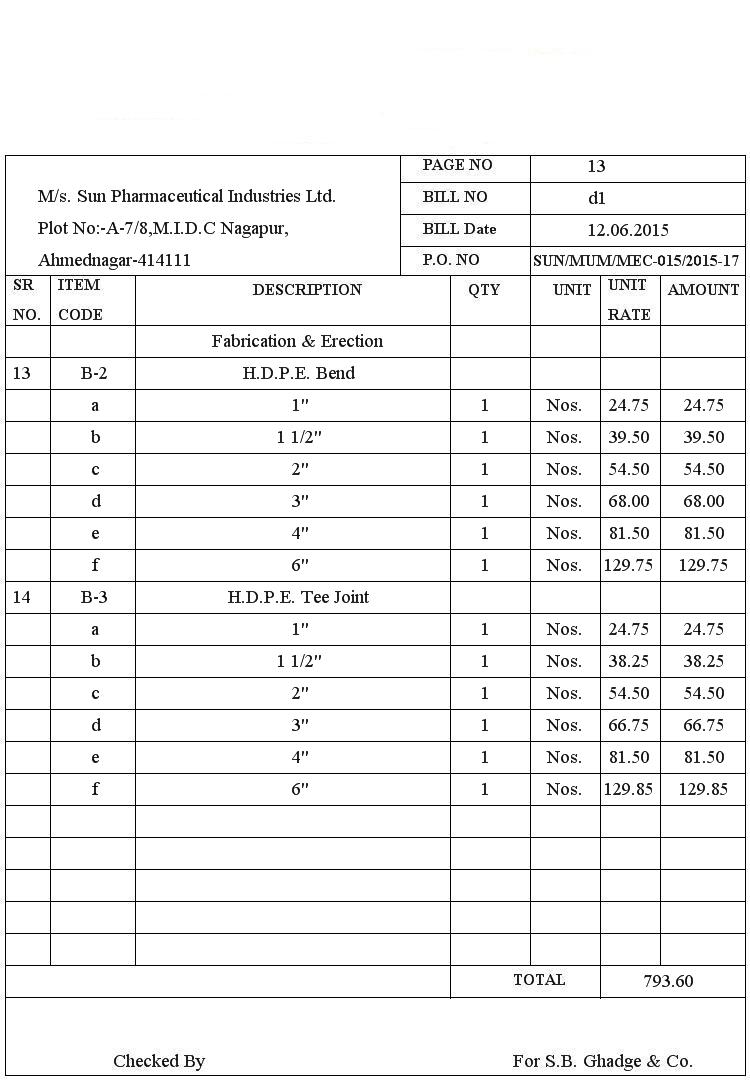 PAGE NO 13
M/s. Sun Pharmaceutical Industries Ltd. BILL NO d1
Plot No:-A-7/8,M.I.D.C Nagapur, BILL Date 12.06.2015
Ahmednagar-414111 P.O. NO SUN/MUM/MEC-015/2015-17
SR NO. ITEM CODE DESCRIPTION QTY UNIT UNIT RATE AMOUNT
Fabrication & Erection
13 B-2 H.D.P.E. Bend
a 1" 1 Nos. 24.75 24.75
b 1 1/2" 1 Nos. 39.50 39.50
c 2" 1 Nos. 54.50 54.50
d 3" 1 Nos. 68.00 68.00
e 4" 1 Nos. 81.50 81.50
f 6" 1 Nos. 129.75 129.75
14 B-3 H.D.P.E. Tee Joint
a 1" 1 Nos. 24.75 24.75
b 1 1/2" 1 Nos. 38.25 38.25
c 2" 1 Nos. 54.50 54.50
d 3" 1 Nos. 66.75 66.75
e 4" 1 Nos. 81.50 81.50
f 6" 1 Nos. 129.85 129.85
TOTAL 793.60
Checked By For S.B. Ghadge & Co.